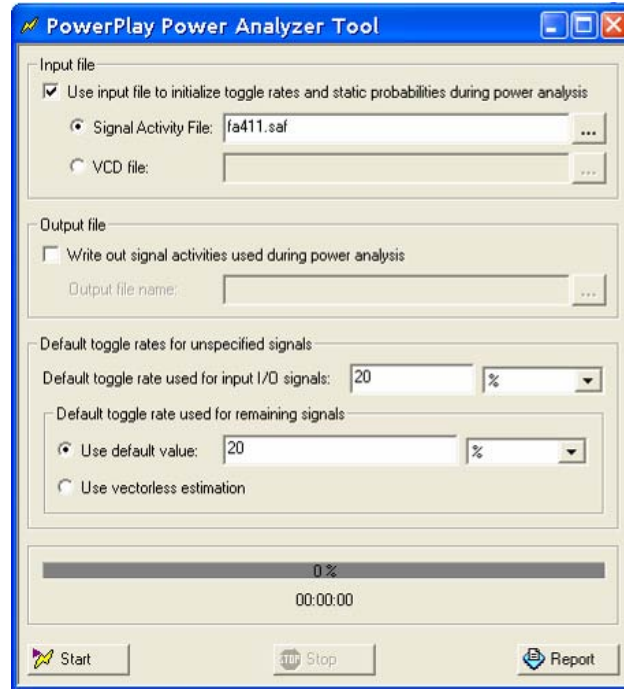 PowerPlay Power Analyzer Tool
Input file
Use input file to initialize toggle rates and static probabilities during power analysis
Signal Activity File: fa411.saf ...
VCD file: ...
Output file
Write out signal activities used during power analysis
Output file name: ...
Default toggle rates for unspecified signals
Default toggle rate used for input I/O signals: 20 %
Default toggle rate used for remaining signals
Use default value: 20 %
Use vectorless estimation
0 %
00:00:00
Start STOP Stop Report